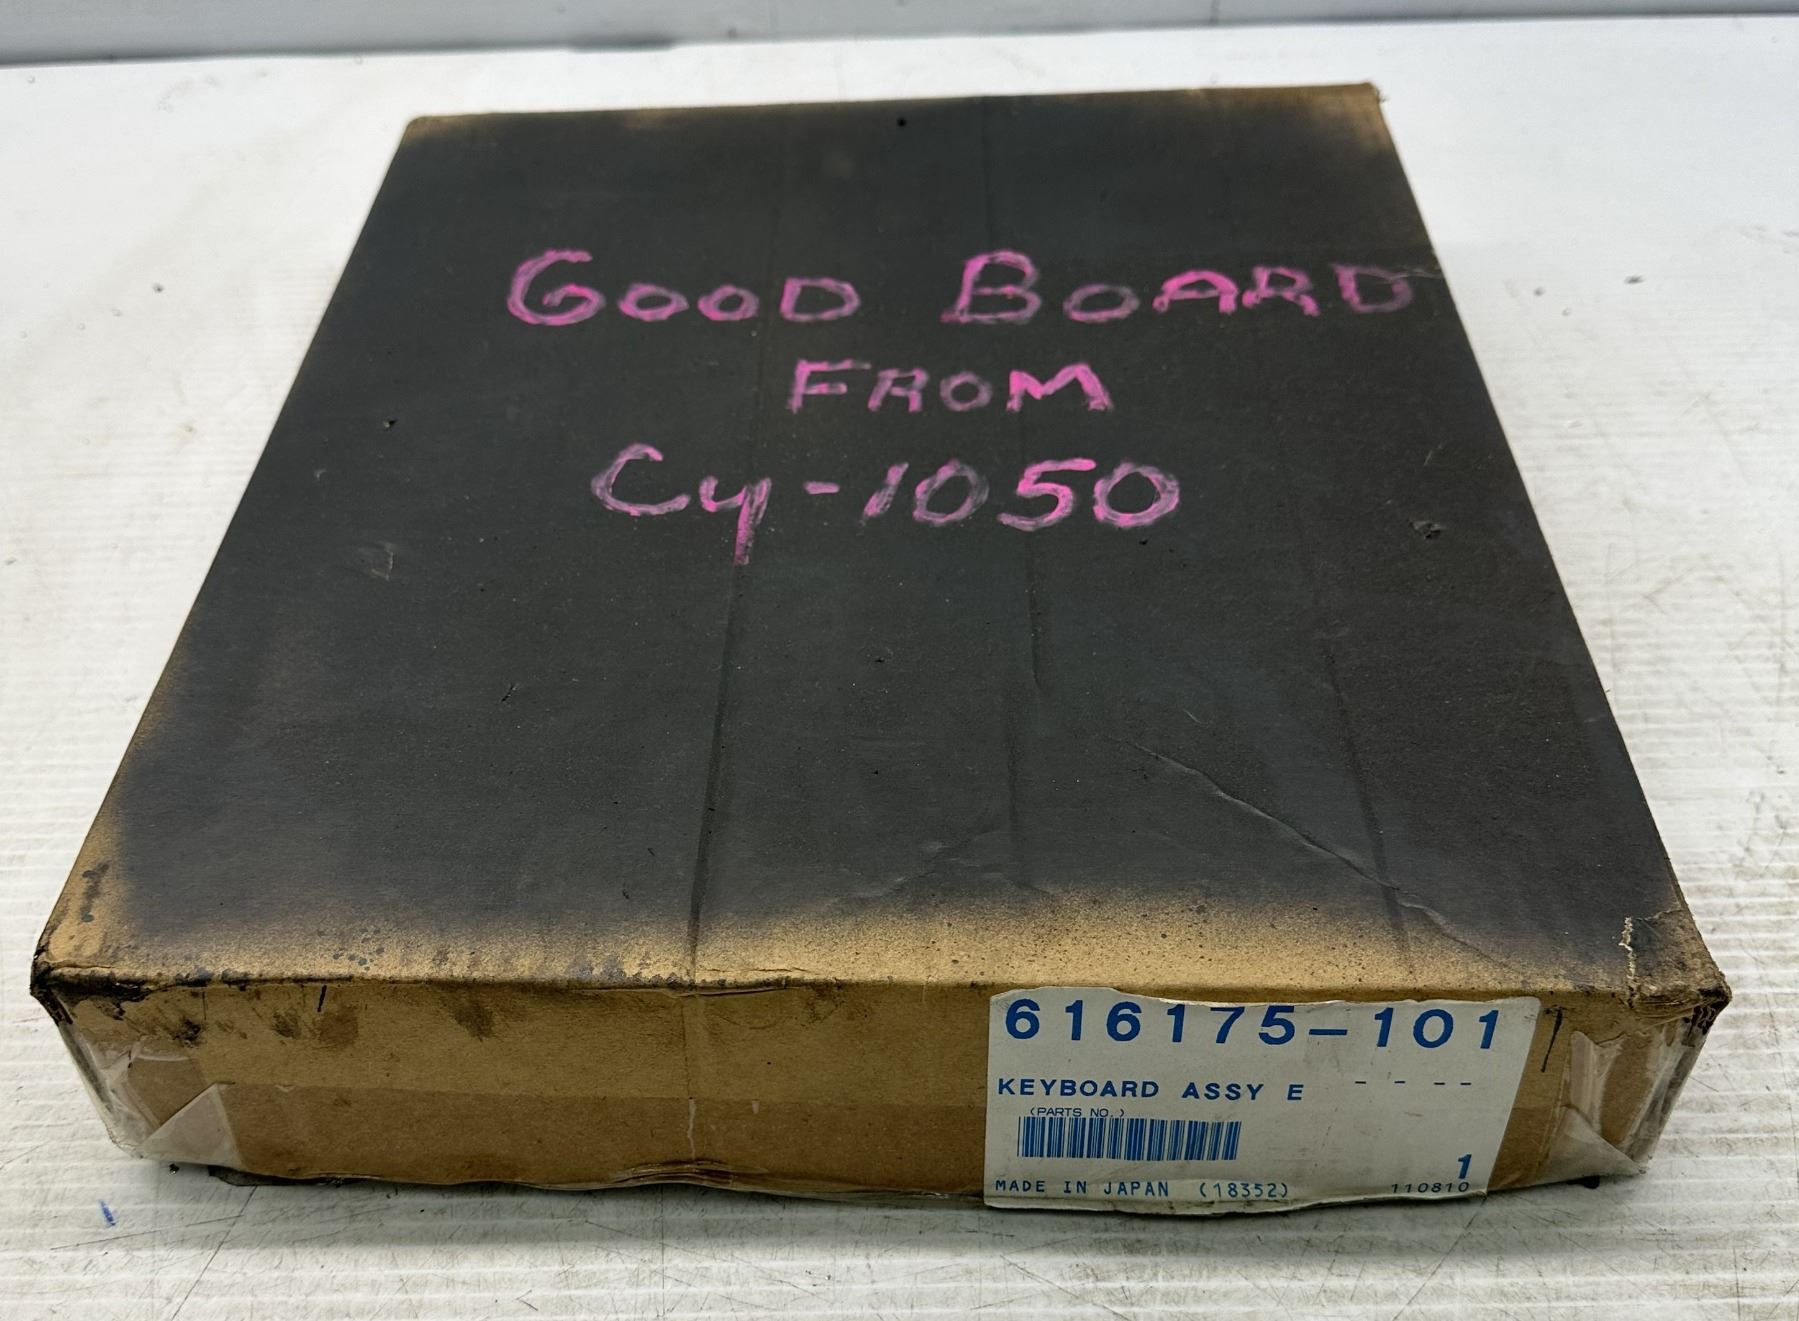 GOOD BOARD
FROM
Cy-1050
616175-101
KEYBOARD ASSY E - - - -
(PARTS NO.)
1
MADE IN JAPAN (18352)
110810